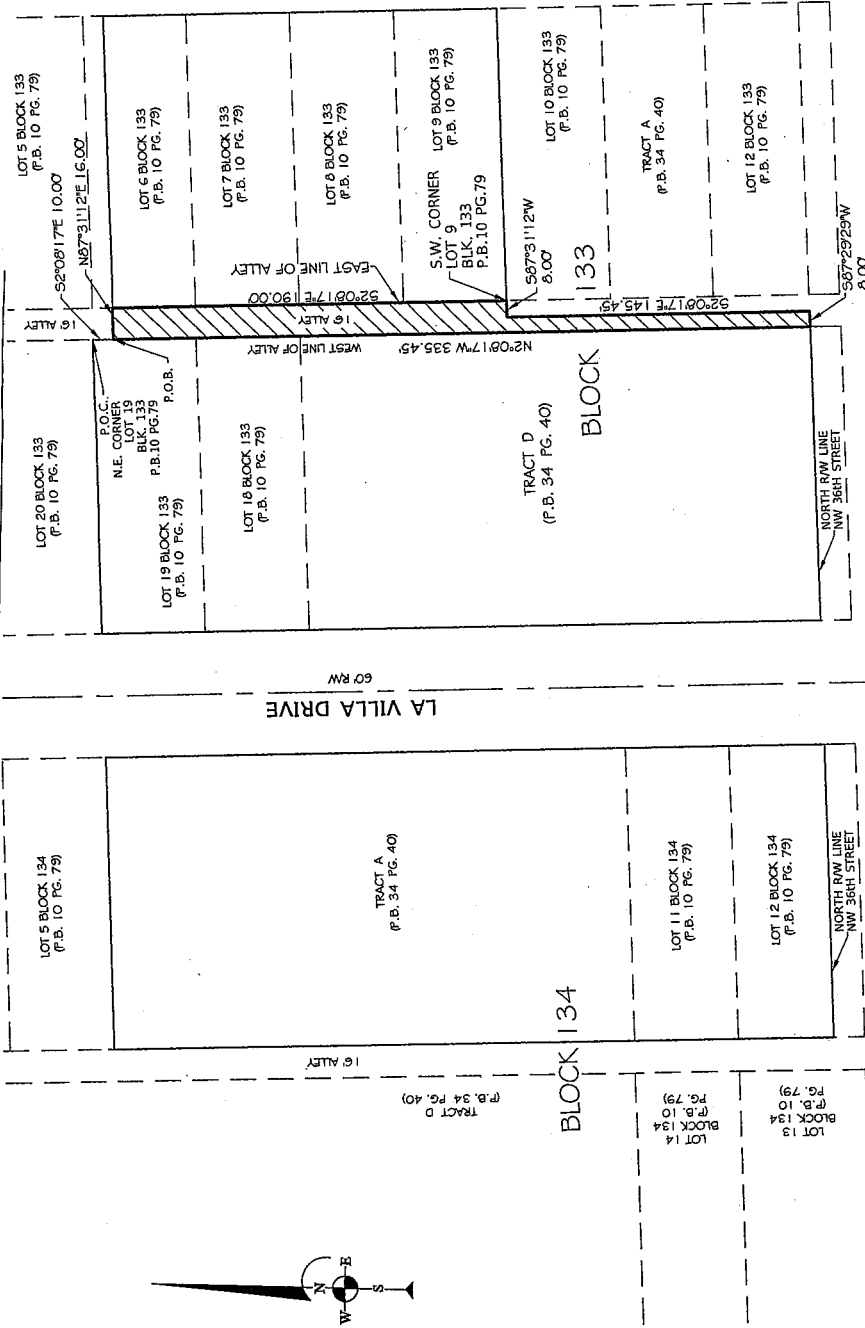 LOT 5 BLOCK 133
(P.B. 10 PG. 79)
S2°08'17"E 10.00'
N87°31'12"E 16.00'
16' ALLEY
LOT 20 BLOCK 133
(P.B. 10 PG. 79)
P.O.C.
N.E. CORNER
LOT 19
BLK. 133
P.B.10 PG.79
P.O.B.
LOT 19 BLOCK 133
(P.B. 10 PG. 79)
LOT 18 BLOCK 133
(P.B. 10 PG. 79)
TRACT D
(P.B. 34 PG. 40)
LOT 6 BLOCK 133
(P.B. 10 PG. 79)
LOT 7 BLOCK 133
(P.B. 10 PG. 79)
LOT 8 BLOCK 133
(P.B. 10 PG. 79)
LOT 9 BLOCK 133
(P.B. 10 PG. 79)
LOT 10 BLOCK 133
(P.B. 10 PG. 79)
TRACT A
(P.B. 34 PG. 40)
LOT 12 BLOCK 133
(P.B. 10 PG. 79)
EAST LINE OF ALLEY
S2°08'17"E 190.00'
16' ALLEY
WEST LINE OF ALLEY
N2°08'17"W 335.45'
S.W. CORNER
LOT 9
BLK. 133
P.B.10 PG.79
S87°31'12"W
8.00'
S2°08'17"E 145.45'
S87°29'29"W
8.00'
BLOCK 133
NORTH R/W LINE
NW 36th STREET
60' R/W
LA VILLA DRIVE
LOT 5 BLOCK 134
(P.B. 10 PG. 79)
TRACT A
(P.B. 34 PG. 40)
LOT 11 BLOCK 134
(P.B. 10 PG. 79)
LOT 12 BLOCK 134
(P.B. 10 PG. 79)
NORTH R/W LINE
NW 36th STREET
16' ALLEY
BLOCK 134
TRACT D
(P.B. 34 PG. 40)
LOT 14
BLOCK 134
(P.B. 10
PG. 79)
LOT 13
BLOCK 134
(P.B. 10
PG. 79)
N
W
E
S